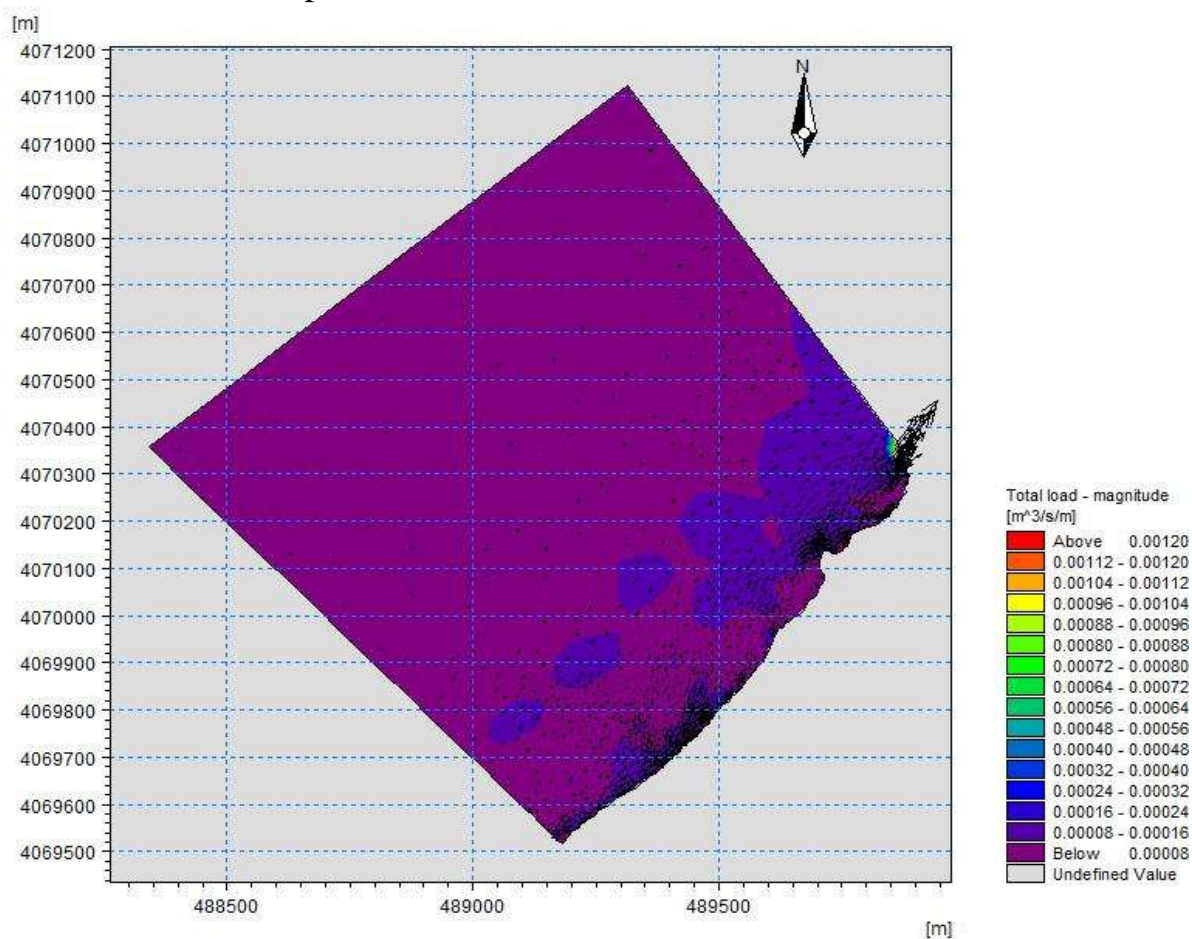 [m]
4071200
4071100
4071000
4070900
4070800
4070700
4070600
4070500
4070400
4070300
4070200
4070100
4070000
4069900
4069800
4069700
4069600
4069500
N
488500 489000 489500
[m]
Total load - magnitude
[m^3/s/m]
Above 0.00120
0.00112 - 0.00120
0.00104 - 0.00112
0.00096 - 0.00104
0.00088 - 0.00096
0.00080 - 0.00088
0.00072 - 0.00080
0.00064 - 0.00072
0.00056 - 0.00064
0.00048 - 0.00056
0.00040 - 0.00048
0.00032 - 0.00040
0.00024 - 0.00032
0.00016 - 0.00024
0.00008 - 0.00016
Below 0.00008
Undefined Value